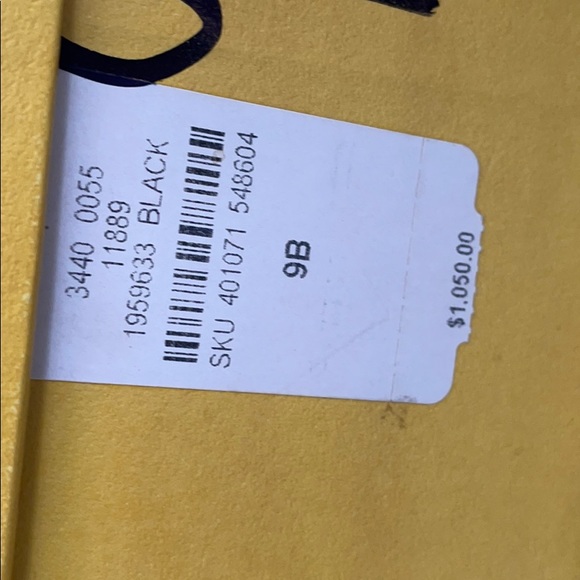 3440 0055
11889
1959633 BLACK
SKU 401071 548604
9B
$1,050.00